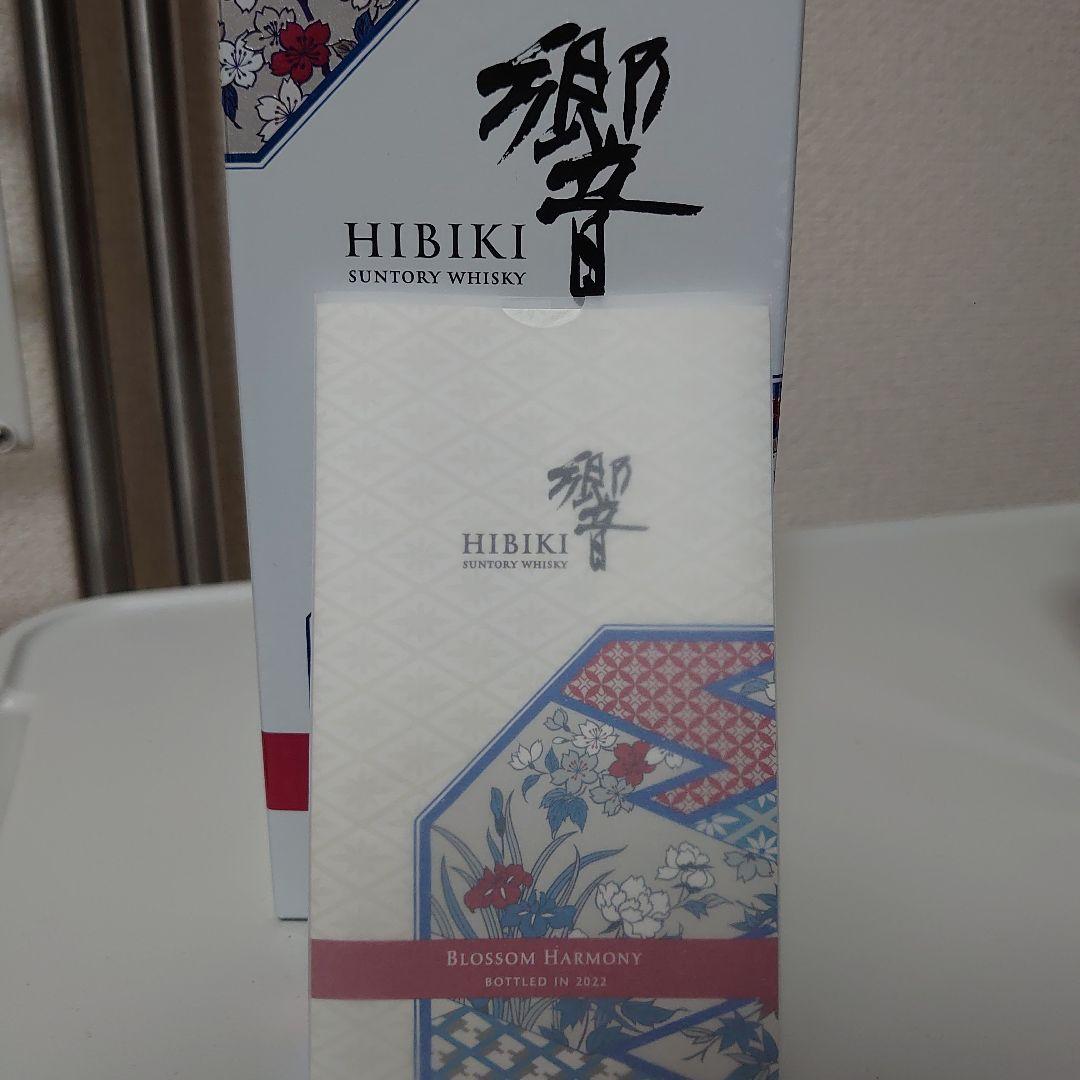 響
HIBIKI
SUNTORY WHISKY
響
HIBIKI
SUNTORY WHISKY
BLOSSOM HARMONY
BOTTLED IN 2022